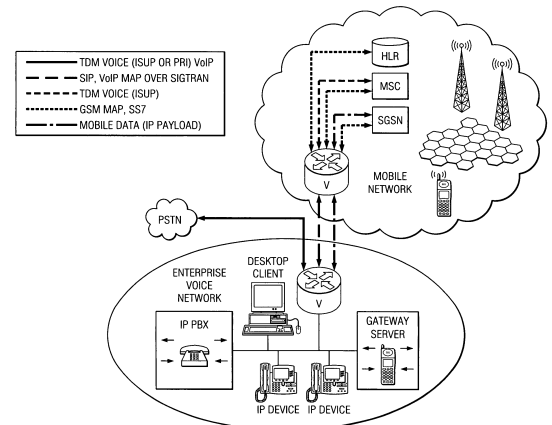 TDM VOICE (ISUP OR PRI) VoIP
SIP, VoIP MAP OVER SIGTRAN
TDM VOICE (ISUP)
GSM MAP, SS7
MOBILE DATA (IP PAYLOAD)
HLR
MSC
SGSN
V
MOBILE
NETWORK
PSTN
ENTERPRISE
VOICE
NETWORK
DESKTOP
CLIENT
V
IP PBX
GATEWAY
SERVER
IP DEVICE
IP DEVICE